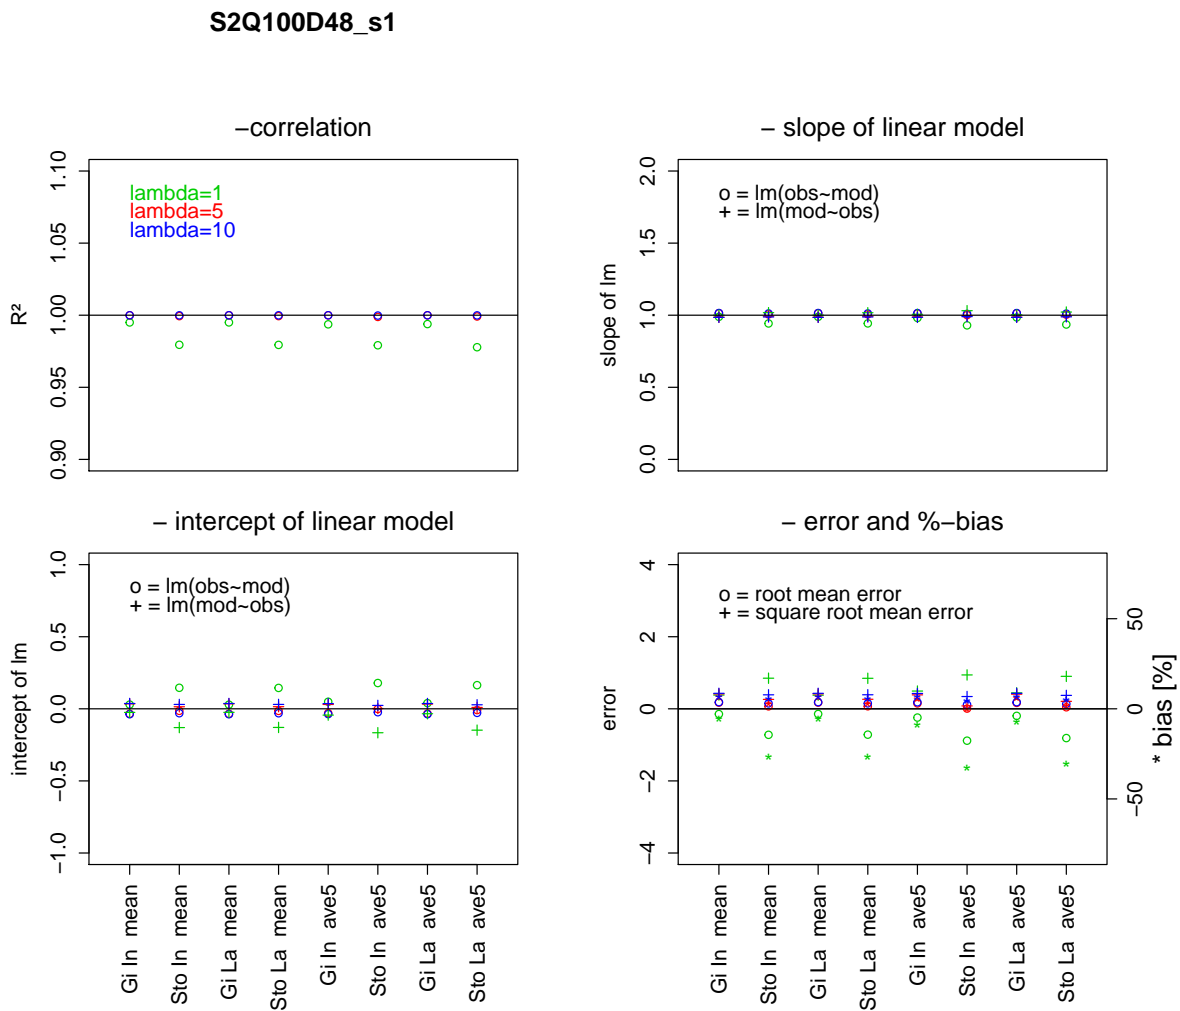 S2Q100D48_s1
−correlation
1.10
1.05
1.00
0.95
0.90
R²
lambda=1
lambda=5
lambda=10
− slope of linear model
2.0
1.5
1.0
0.5
0.0
slope of lm
o = lm(obs~mod)
+ = lm(mod~obs)
− intercept of linear model
1.0
0.5
0.0
−0.5
−1.0
intercept of lm
o = lm(obs~mod)
+ = lm(mod~obs)
Gi In mean
Sto In mean
Gi La mean
Sto La mean
Gi In ave5
Sto In ave5
Gi La ave5
Sto La ave5
− error and %−bias
4
2
0
−2
−4
error
o = root mean error
+ = square root mean error
50
0
−50
* bias [%]
Gi In mean
Sto In mean
Gi La mean
Sto La mean
Gi In ave5
Sto In ave5
Gi La ave5
Sto La ave5